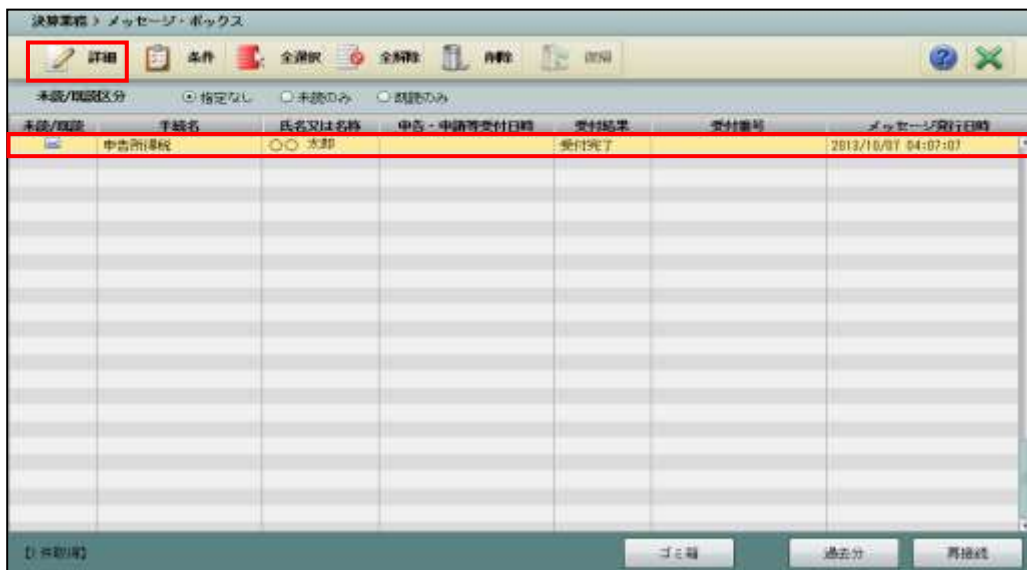 決算業務 > メッセージ・ボックス
詳細 条件 全選択 全解除 削除
未読/既読区分 指定なし 未読のみ 既読のみ
未読/既読 手続名 氏名又は名称 申告・申請等受付日時 受付結果 受付番号 メッセージ発行日時
申告所得税 〇〇 太郎 受付完了 2013/10/07 04:07:07
ゴミ箱 過去分 再接続